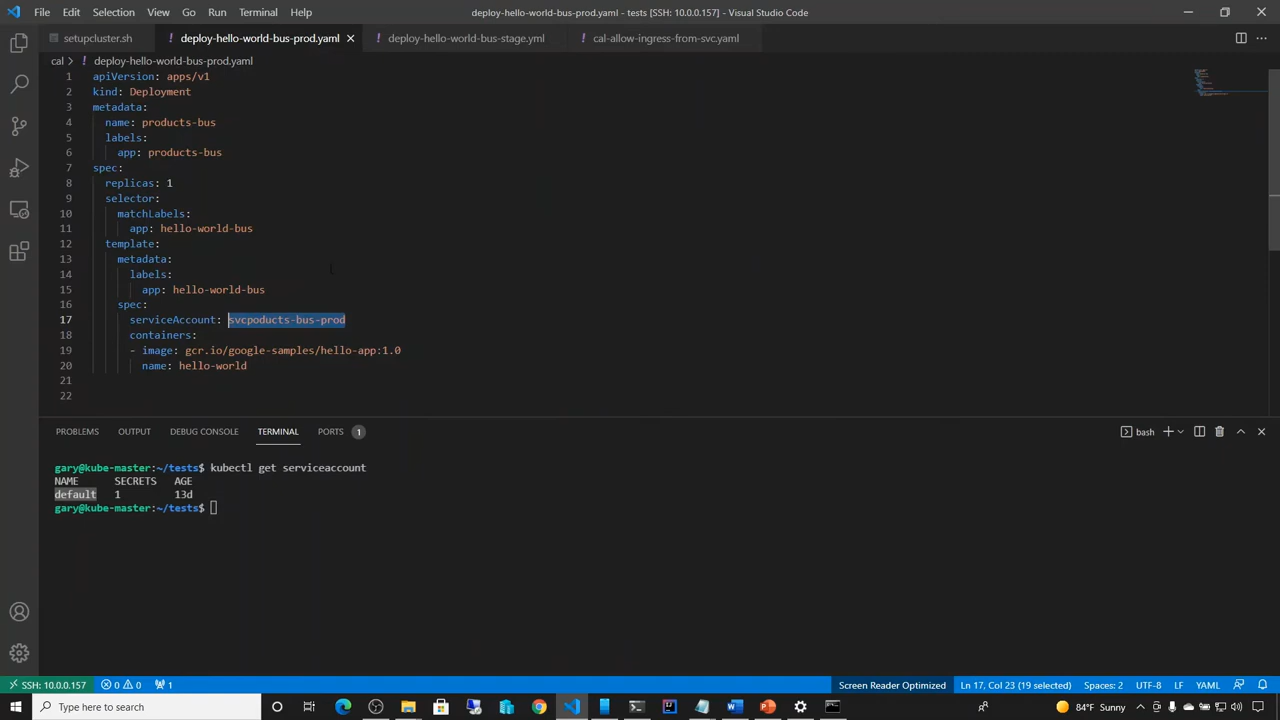 File Edit Selection View Go Run Terminal Help
deploy-hello-world-bus-prod.yaml - tests [SSH: 10.0.0.157] - Visual Studio Code
setupcluster.sh
deploy-hello-world-bus-prod.yaml
deploy-hello-world-bus-stage.yml
cal-allow-ingress-from-svc.yaml
cal > deploy-hello-world-bus-prod.yaml
1 apiVersion: apps/v1
2 kind: Deployment
3 metadata:
4 name: products-bus
5 labels:
6 app: products-bus
7 spec:
8 replicas: 1
9 selector:
10 matchLabels:
11 app: hello-world-bus
12 template:
13 metadata:
14 labels:
15 app: hello-world-bus
16 spec:
17 serviceAccount: svcpoducts-bus-prod
18 containers:
19 - image: gcr.io/google-samples/hello-app:1.0
20 name: hello-world
21
22
PROBLEMS OUTPUT DEBUG CONSOLE TERMINAL PORTS 1
bash
gary@kube-master:~/tests$ kubectl get serviceaccount
NAME SECRETS AGE
default 1 13d
gary@kube-master:~/tests$
SSH: 10.0.0.157 0 0 1
Screen Reader Optimized Ln 17, Col 23 (19 selected) Spaces: 2 UTF-8 LF YAML
Type here to search
84°F Sunny